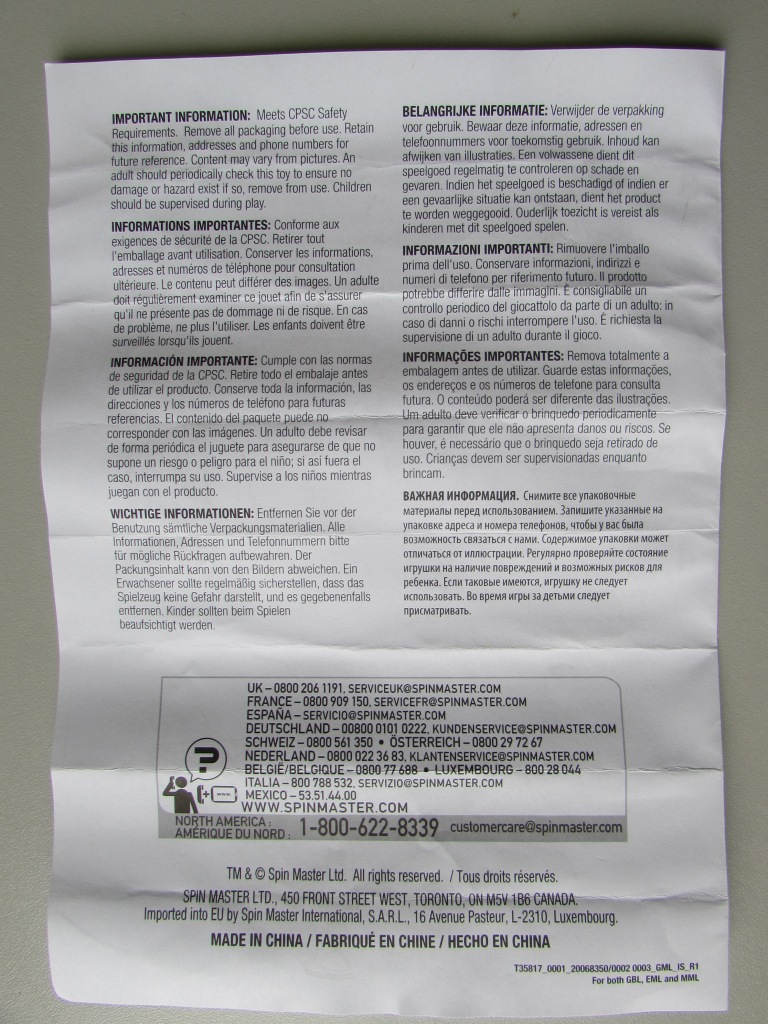 IMPORTANT INFORMATION: Meets CPSC Safety
Requirements. Remove all packaging before use. Retain
this information, addresses and phone numbers for
future reference. Content may vary from pictures. An
adult should periodically check this toy to ensure no
damage or hazard exist if so, remove from use. Children
should be supervised during play.
INFORMATIONS IMPORTANTES: Conforme aux
exigences de sécurité de la CPSC. Retirer tout
l'emballage avant utilisation. Conserver les informations,
adresses et numéros de téléphone pour consultation
ultérieure. Le contenu peut différer des images. Un adulte
doit régulièrement examiner ce jouet afin de s'assurer
qu'il ne présente pas de dommage ni de risque. En cas
de problème, ne plus l'utiliser. Les enfants doivent être
surveillés lorsqu'ils jouent.
INFORMACIÓN IMPORTANTE: Cumple con las normas
de seguridad de la CPSC. Retire todo el embalaje antes
de utilizar el producto. Conserve toda la información, las
direcciones y los números de teléfono para futuras
referencias. El contenido del paquete puede no
corresponder con las imágenes. Un adulto debe revisar
de forma periódica el juguete para asegurarse de que no
supone un riesgo o peligro para el niño; si así fuera el
caso, interrumpa su uso. Supervise a los niños mientras
juegan con el producto.
WICHTIGE INFORMATIONEN: Entfernen Sie vor der
Benutzung sämtliche Verpackungsmaterialien. Alle
Informationen, Adressen und Telefonnummern bitte
für mögliche Rückfragen aufbewahren. Der
Packungsinhalt kann von den Bildern abweichen. Ein
Erwachsener sollte regelmäßig sicherstellen, dass das
Spielzeug keine Gefahr darstellt, und es gegebenenfalls
entfernen. Kinder sollten beim Spielen
beaufsichtigt werden.
BELANGRIJKE INFORMATIE: Verwijder de verpakking
voor gebruik. Bewaar deze informatie, adressen en
telefoonnummers voor toekomstig gebruik. Inhoud kan
afwijken van illustraties. Een volwassene dient dit
speelgoed regelmatig te controleren op schade en
gevaren. Indien het speelgoed is beschadigd of indien er
een gevaarlijke situatie kan ontstaan, dient het product
te worden weggegooid. Ouderlijk toezicht is vereist als
kinderen met dit speelgoed spelen.
INFORMAZIONI IMPORTANTI: Rimuovere l'imballo
prima dell'uso. Conservare informazioni, indirizzi e
numeri di telefono per riferimento futuro. Il prodotto
potrebbe differire dalle immagini. È consigliabile un
controllo periodico del giocattolo da parte di un adulto: in
caso di danni o rischi interrompere l'uso. È richiesta la
supervisione di un adulto durante il gioco.
INFORMAÇÕES IMPORTANTES: Remova totalmente a
embalagem antes de utilizar. Guarde estas informações,
os endereços e os números de telefone para consulta
futura. O conteúdo poderá ser diferente das ilustrações.
Um adulto deve verificar o brinquedo periodicamente
para garantir que ele não apresenta danos ou riscos. Se
houver, é necessário que o brinquedo seja retirado de
uso. Crianças devem ser supervisionadas enquanto
brincam.
ВАЖНАЯ ИНФОРМАЦИЯ. Снимите все упаковочные
материалы перед использованием. Запишите указанные на
упаковке адреса и номера телефонов, чтобы у вас была
возможность связаться с нами. Содержимое упаковки может
отличаться от иллюстрации. Регулярно проверяйте состояние
игрушки на наличие повреждений и возможных рисков для
ребенка. Если таковые имеются, игрушку не следует
использовать. Во время игры за детьми следует
присматривать.
UK – 0800 206 1191, SERVICEUK@SPINMASTER.COM
FRANCE – 0800 909 150, SERVICEFR@SPINMASTER.COM
ESPAÑA – SERVICIO@SPINMASTER.COM
DEUTSCHLAND – 00800 0101 0222, KUNDENSERVICE@SPINMASTER.COM
SCHWEIZ – 0800 561 350 • ÖSTERREICH – 0800 29 72 67
NEDERLAND – 0800 022 36 83, KLANTENSERVICE@SPINMASTER.COM
BELGIË/BELGIQUE – 0800 77 688 • LUXEMBOURG – 800 28 044
ITALIA – 800 788 532, SERVIZIO@SPINMASTER.COM
MEXICO – 53.51.44.00
WWW.SPINMASTER.COM
? + www.
NORTH AMERICA :
AMÉRIQUE DU NORD : 1-800-622-8339 customercare@spinmaster.com
TM & © Spin Master Ltd. All rights reserved. / Tous droits réservés.
SPIN MASTER LTD., 450 FRONT STREET WEST, TORONTO, ON M5V 1B6 CANADA.
Imported into EU by Spin Master International, S.A.R.L., 16 Avenue Pasteur, L-2310, Luxembourg.
MADE IN CHINA / FABRIQUÉ EN CHINE / HECHO EN CHINA
T35817_0001_20068350/0002 0003_GML_IS_R1
For both GBL, EML and MML